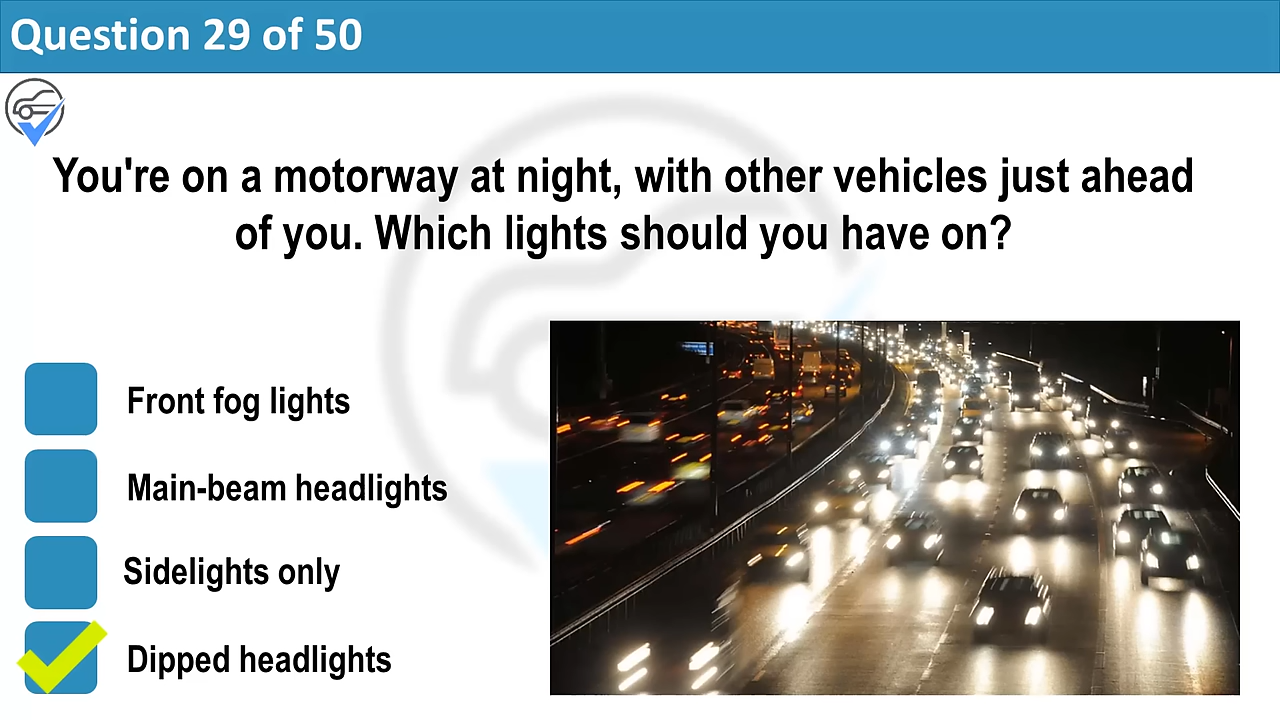 Question 29 of 50
You're on a motorway at night, with other vehicles just ahead
of you. Which lights should you have on?
Front fog lights
Main-beam headlights
Sidelights only
Dipped headlights